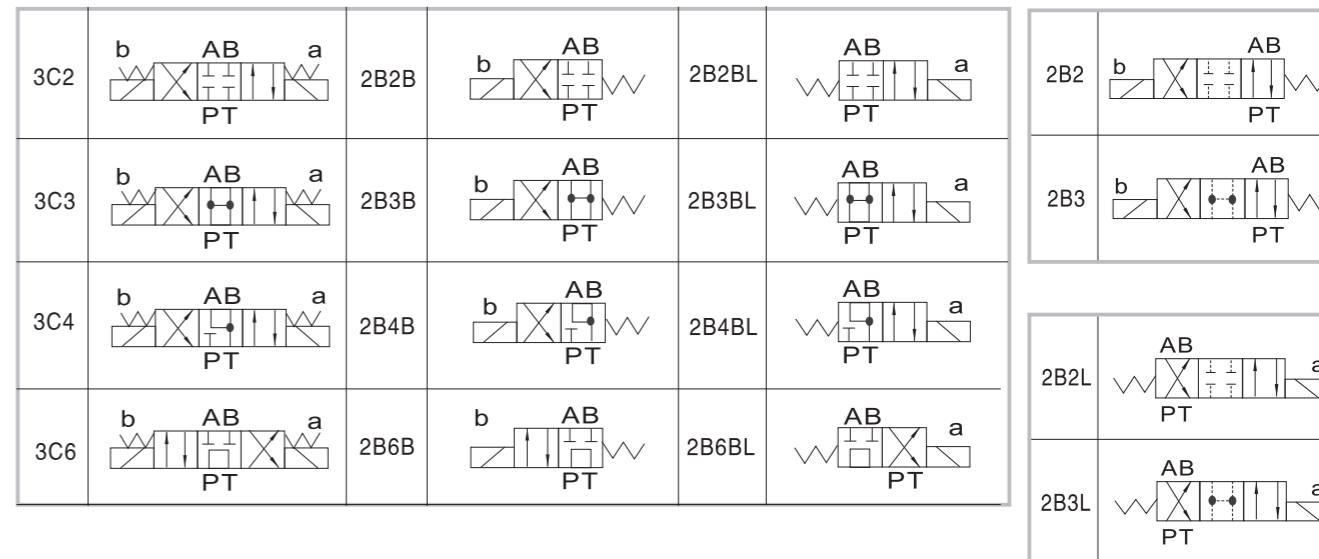 3C2 b AB a PT 2B2B b AB PT 2B2BL AB a PT
3C3 b AB a PT 2B3B b AB PT 2B3BL AB a PT
3C4 b AB a PT 2B4B b AB PT 2B4BL AB a PT
3C6 b AB a PT 2B6B b AB PT 2B6BL AB a PT
2B2 b AB PT
2B3 b AB PT
2B2L AB a PT
2B3L AB a PT